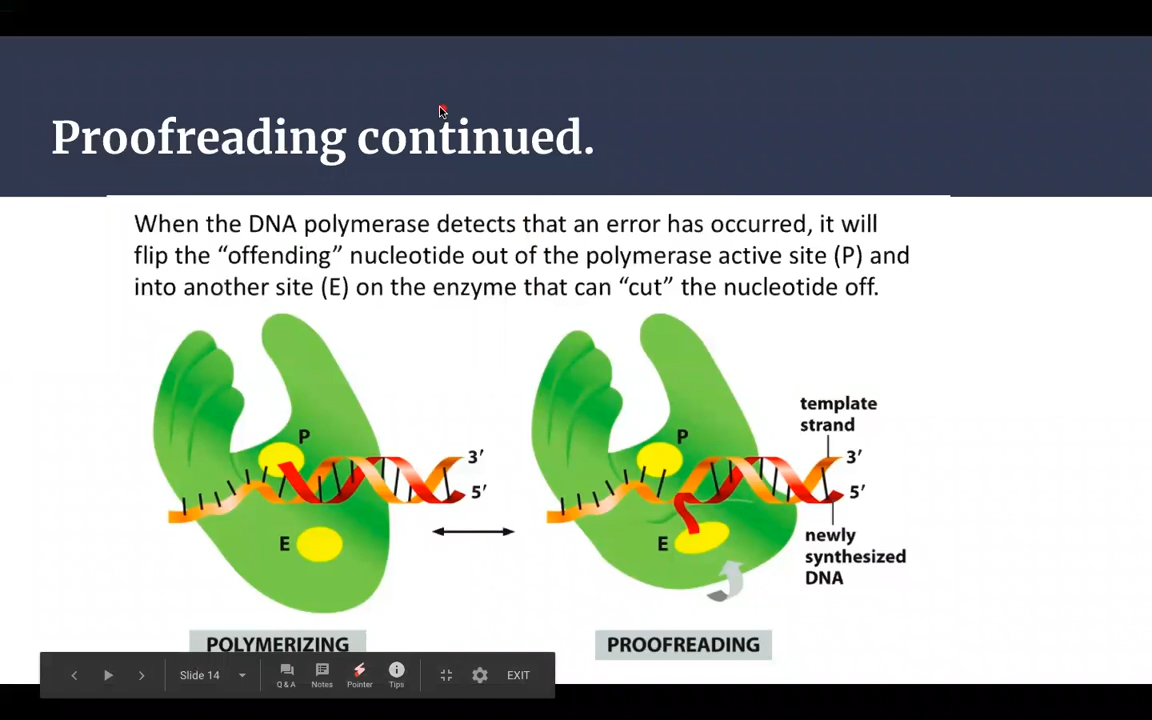 Proofreading continued.
When the DNA polymerase detects that an error has occurred, it will
flip the “offending” nucleotide out of the polymerase active site (P) and
into another site (E) on the enzyme that can “cut” the nucleotide off.
P
3′
5′
E
POLYMERIZING
P
template
strand
3′
5′
E
newly
synthesized
DNA
PROOFREADING
Slide 14
Q & A
Notes
Pointer
Tips
EXIT